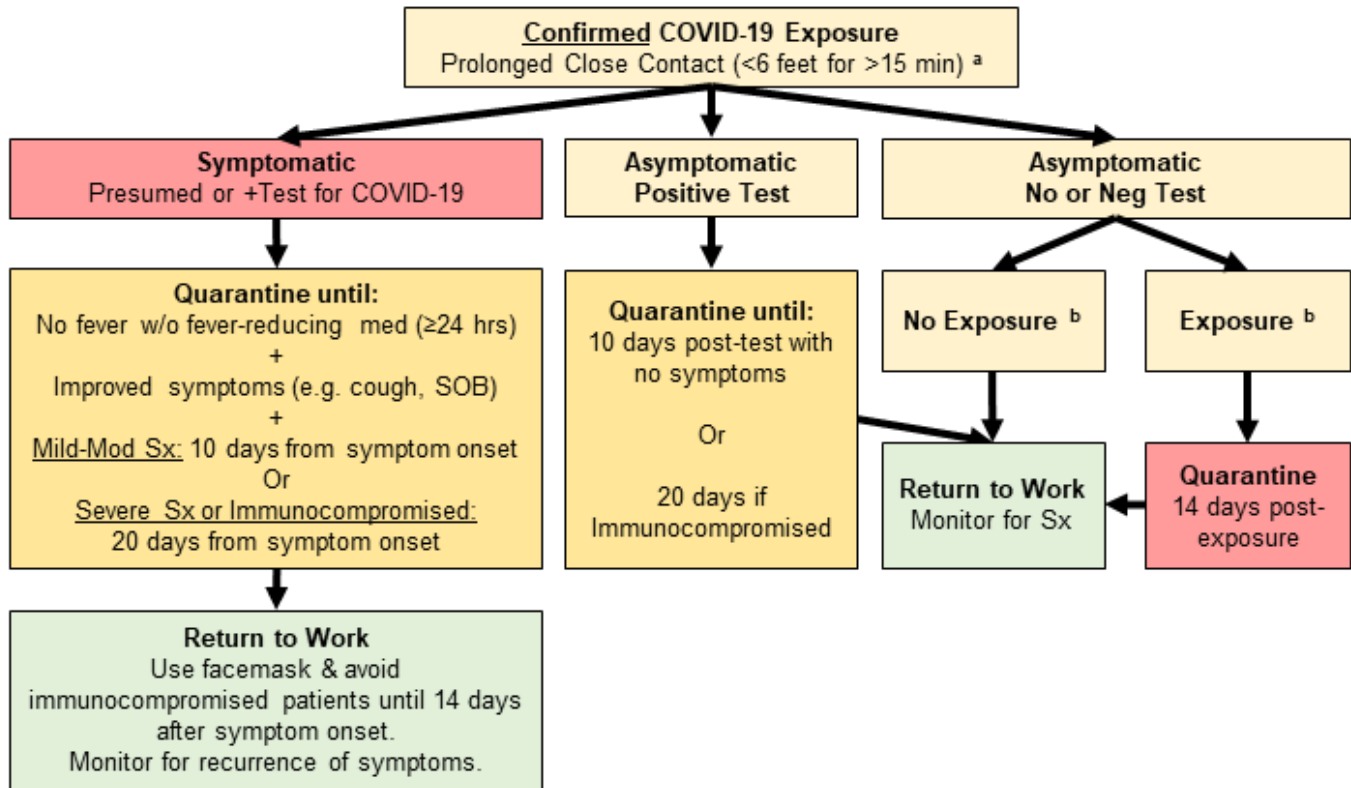 Confirmed COVID-19 Exposure
Prolonged Close Contact (<6 feet for >15 min) a
Symptomatic
Presumed or +Test for COVID-19
Asymptomatic
Positive Test
Asymptomatic
No or Neg Test
Quarantine until:
No fever w/o fever-reducing med (≥24 hrs)
+
Improved symptoms (e.g. cough, SOB)
+
Mild-Mod Sx: 10 days from symptom onset
Or
Severe Sx or Immunocompromised:
20 days from symptom onset
Quarantine until:
10 days post-test with
no symptoms
Or
20 days if
Immunocompromised
No Exposure b
Exposure b
Return to Work
Monitor for Sx
Quarantine
14 days post-
exposure
Return to Work
Use facemask & avoid
immunocompromised patients until 14 days
after symptom onset.
Monitor for recurrence of symptoms.